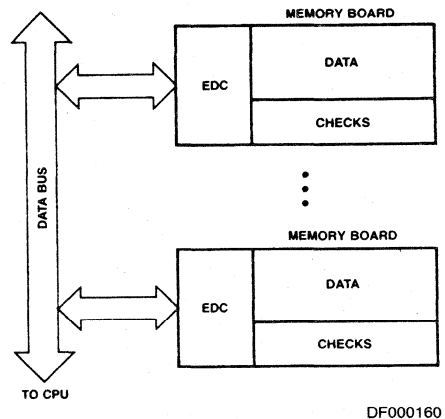 MEMORY BOARD
EDC
DATA
CHECKS
DATA BUS
MEMORY BOARD
EDC
DATA
CHECKS
TO CPU
DF000160